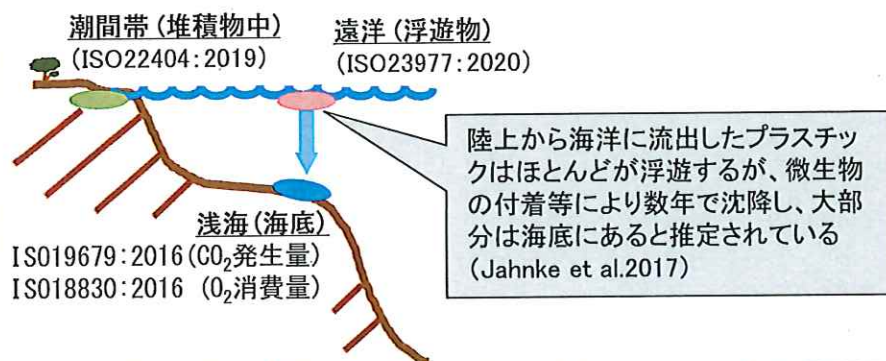 潮間帯(堆積物中)
(ISO22404:2019)
遠洋(浮遊物)
(ISO23977:2020)
陸上から海洋に流出したプラスチッ
クはほとんどが浮遊するが、微生物
の付着等により数年で沈降し、大部
分は海底にあると推定されている
(Jahnke et al.2017)
浅海(海底)
ISO19679:2016(CO₂発生量)
ISO18830:2016 (O₂消費量)